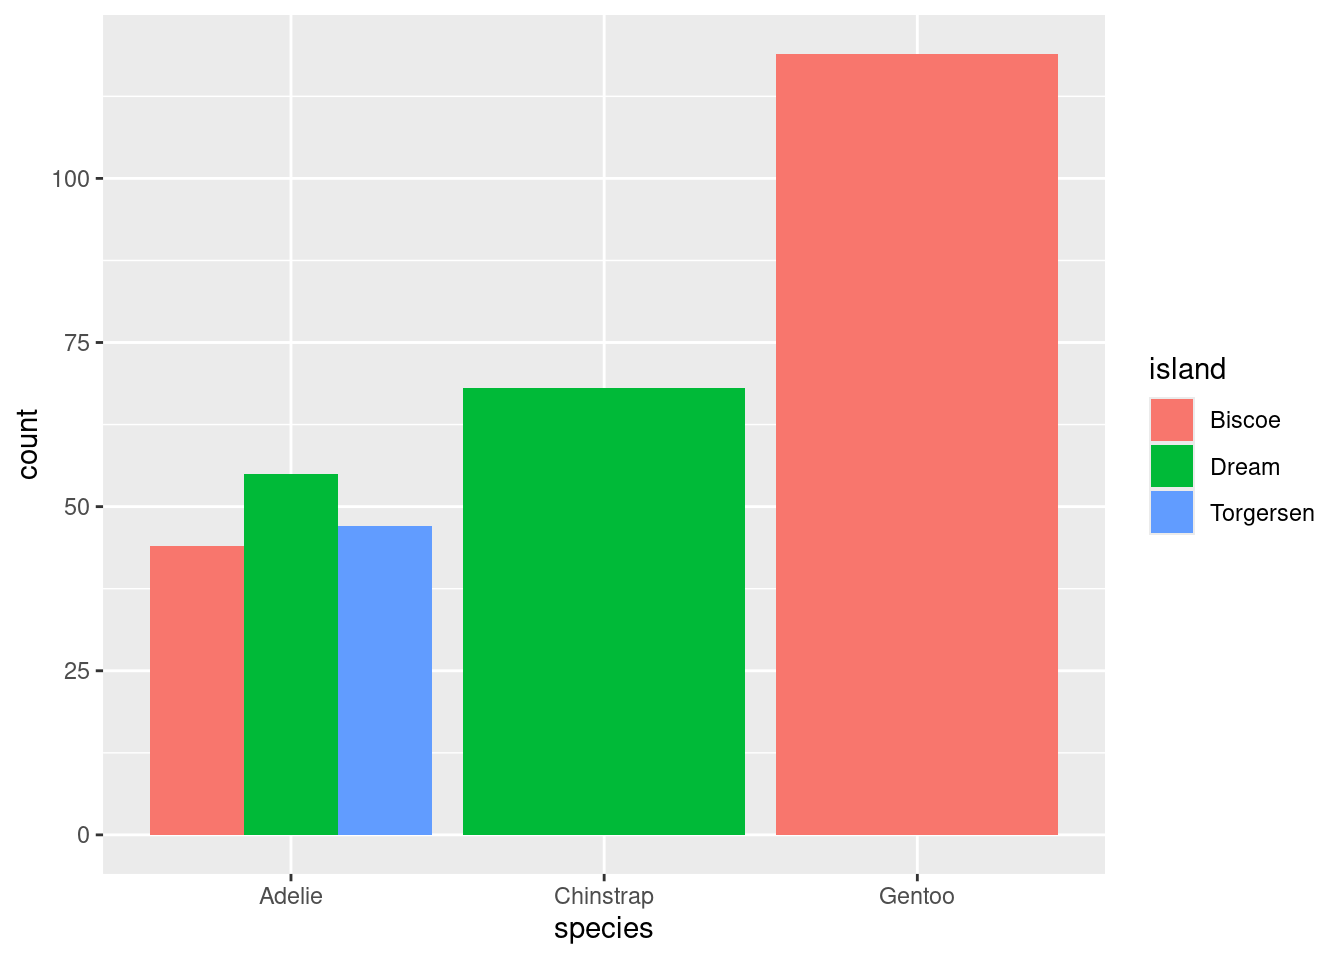 100
75
50
25
0
count
Adelie
Chinstrap
Gentoo
species
island
Biscoe
Dream
Torgersen